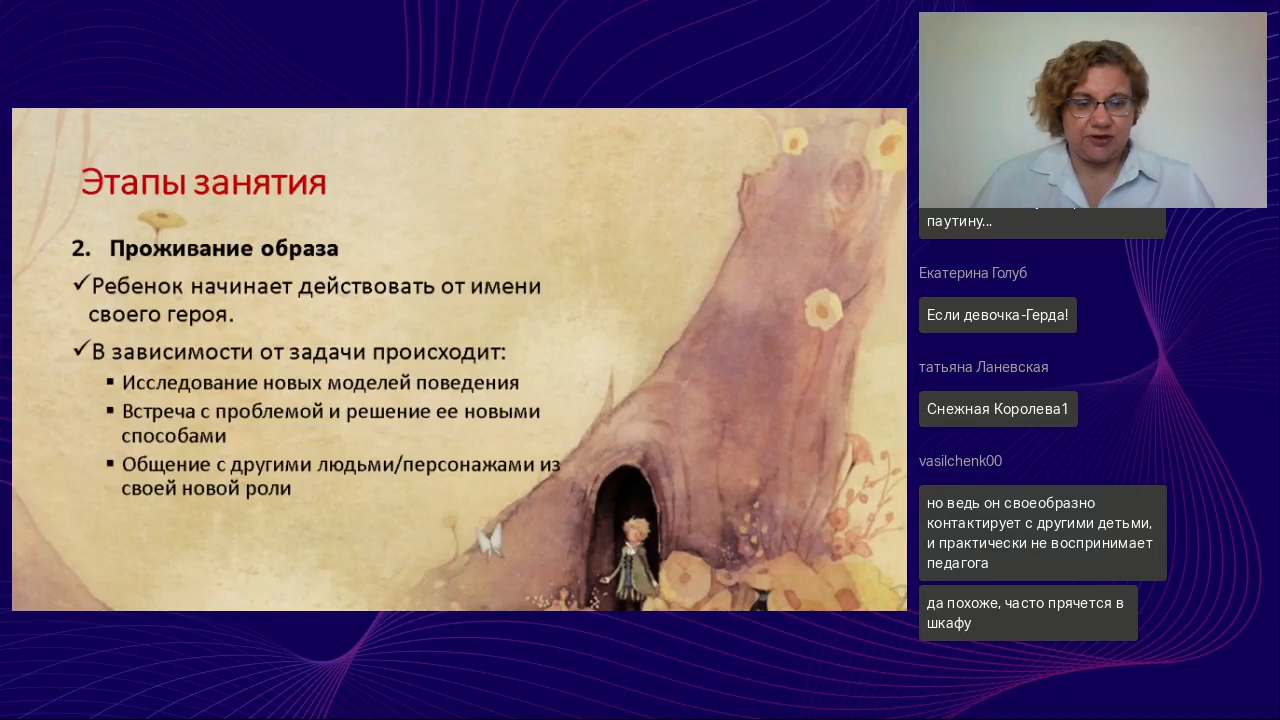 Этапы занятия
2. Проживание образа
✓Ребенок начинает действовать от имени
своего героя.
✓В зависимости от задачи происходит:
▪ Исследование новых моделей поведения
▪ Встреча с проблемой и решение ее новыми
способами
▪ Общение с другими людьми/персонажами из
своей новой роли
паутину...
Екатерина Голуб
Если девочка-Герда!
татьяна Ланевская
Снежная Королева1
vasilchenk00
но ведь он своеобразно
контактирует с другими детьми,
и практически не воспринимает
педагога
да похоже, часто прячется в
шкафу